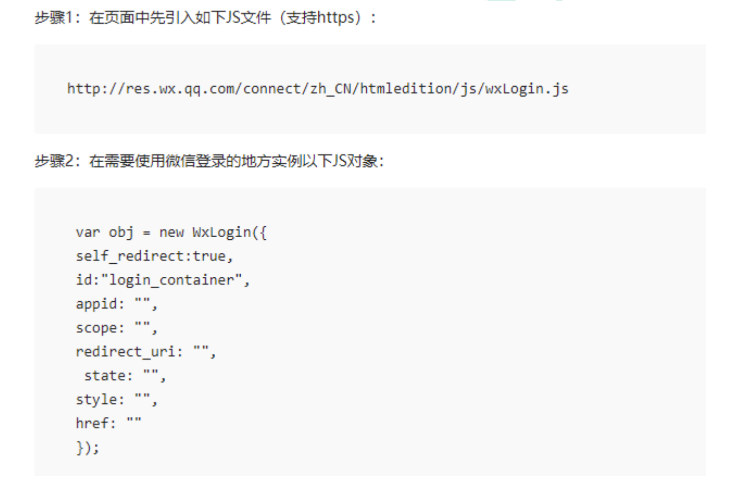 步骤1：在页面中先引入如下JS文件（支持https）：
http://res.wx.qq.com/connect/zh_CN/htmledition/js/wxLogin.js
步骤2：在需要使用微信登录的地方实例以下JS对象：
var obj = new WxLogin({
self_redirect:true,
id:"login_container",
appid: "",
scope: "",
redirect_uri: "",
state: "",
style: "",
href: ""
});